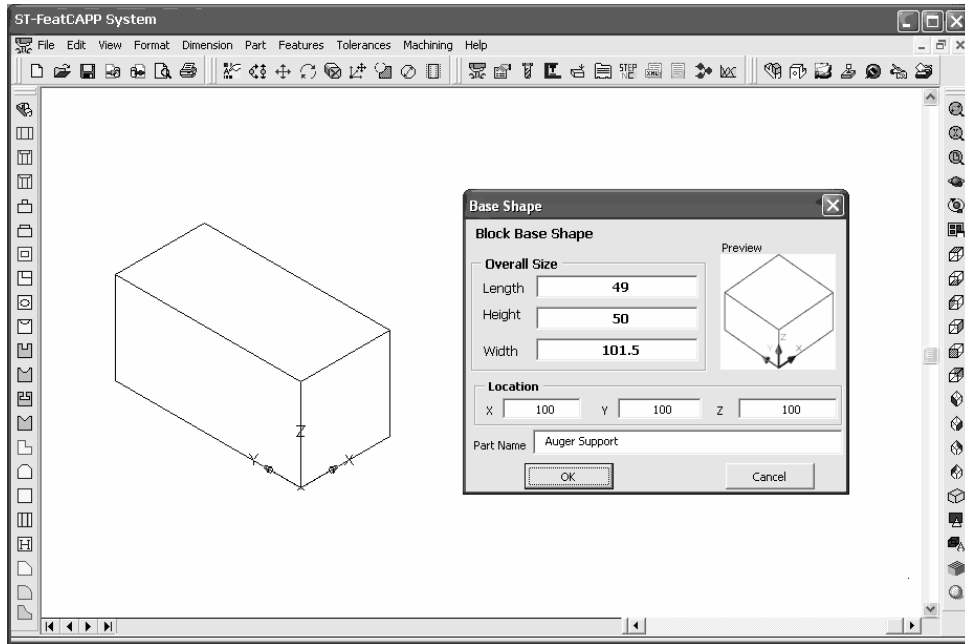 ST-FeatCAPP System
File Edit View Format Dimension Part Features Tolerances Machining Help
Base Shape
Block Base Shape
Preview
Overall Size
Length 49
Height 50
Width 101.5
Z
X
Location
X 100 Y 100 Z 100
Part Name Auger Support
OK Cancel
Z
Y X